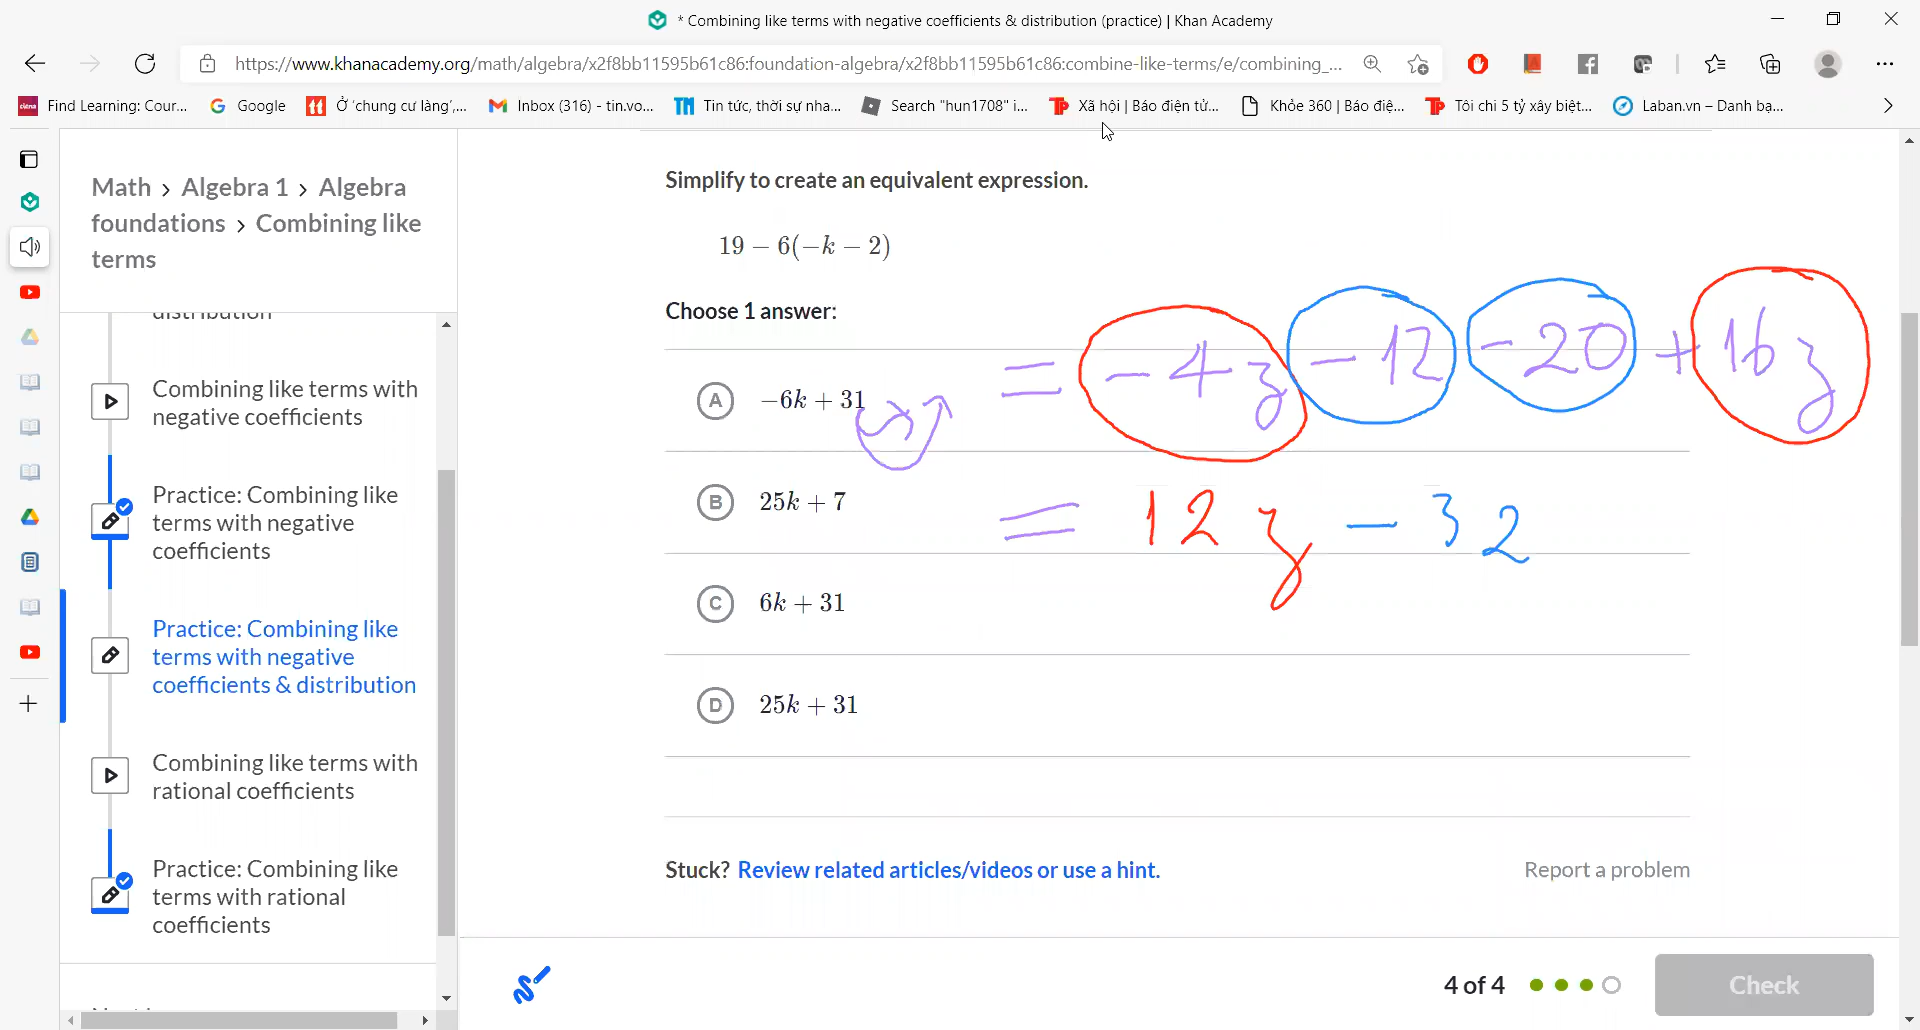 * Combining like terms with negative coefficients & distribution (practice) | Khan Academy
https://www.khanacademy.org/math/algebra/x2f8bb11595b61c86:foundation-algebra/x2f8bb11595b61c86:combine-like-terms/e/combining_...
Find Learning: Cour... Google Ở 'chung cư làng',... Inbox (316) - tin.vo... Tin tức, thời sự nha... Search "hun1708" i... Xã hội | Báo điện tử... Khỏe 360 | Báo điệ... Tôi chi 5 tỷ xây biệt... Laban.vn – Danh bạ...
Math > Algebra 1 > Algebra
foundations > Combining like
terms
distribution
Combining like terms with
negative coefficients
Practice: Combining like
terms with negative
coefficients
Practice: Combining like
terms with negative
coefficients & distribution
Combining like terms with
rational coefficients
Practice: Combining like
terms with rational
coefficients
Simplify to create an equivalent expression.
19 − 6(−k − 2)
Choose 1 answer:
A −6k + 31
B 25k + 7
C 6k + 31
D 25k + 31
= −4z −12 −20 +16z
= 12z − 32
Stuck? Review related articles/videos or use a hint.
Report a problem
4 of 4
Check